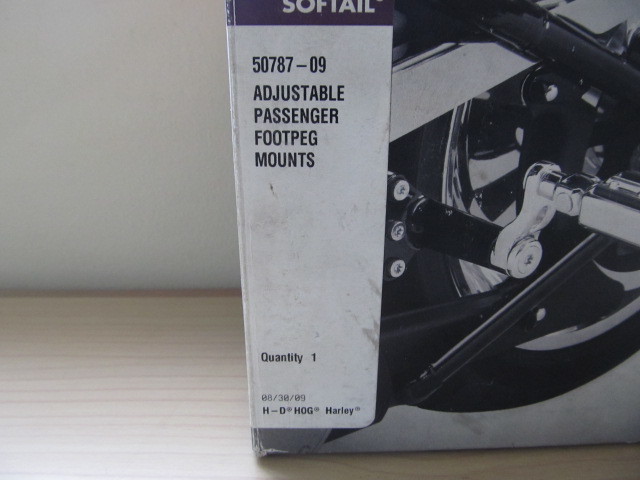 SOFTAIL®
50787-09
ADJUSTABLE
PASSENGER
FOOTPEG
MOUNTS
Quantity 1
08/30/09
H-D® HOG® Harley®